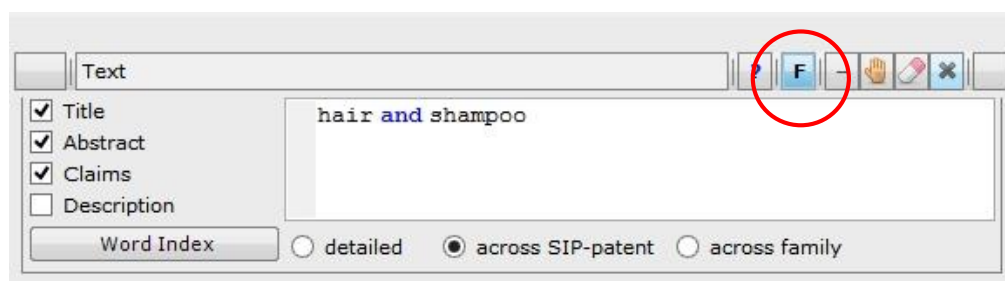 Text ? F –
Title
hair and shampoo
Abstract
Claims
Description
Word Index detailed across SIP-patent across family